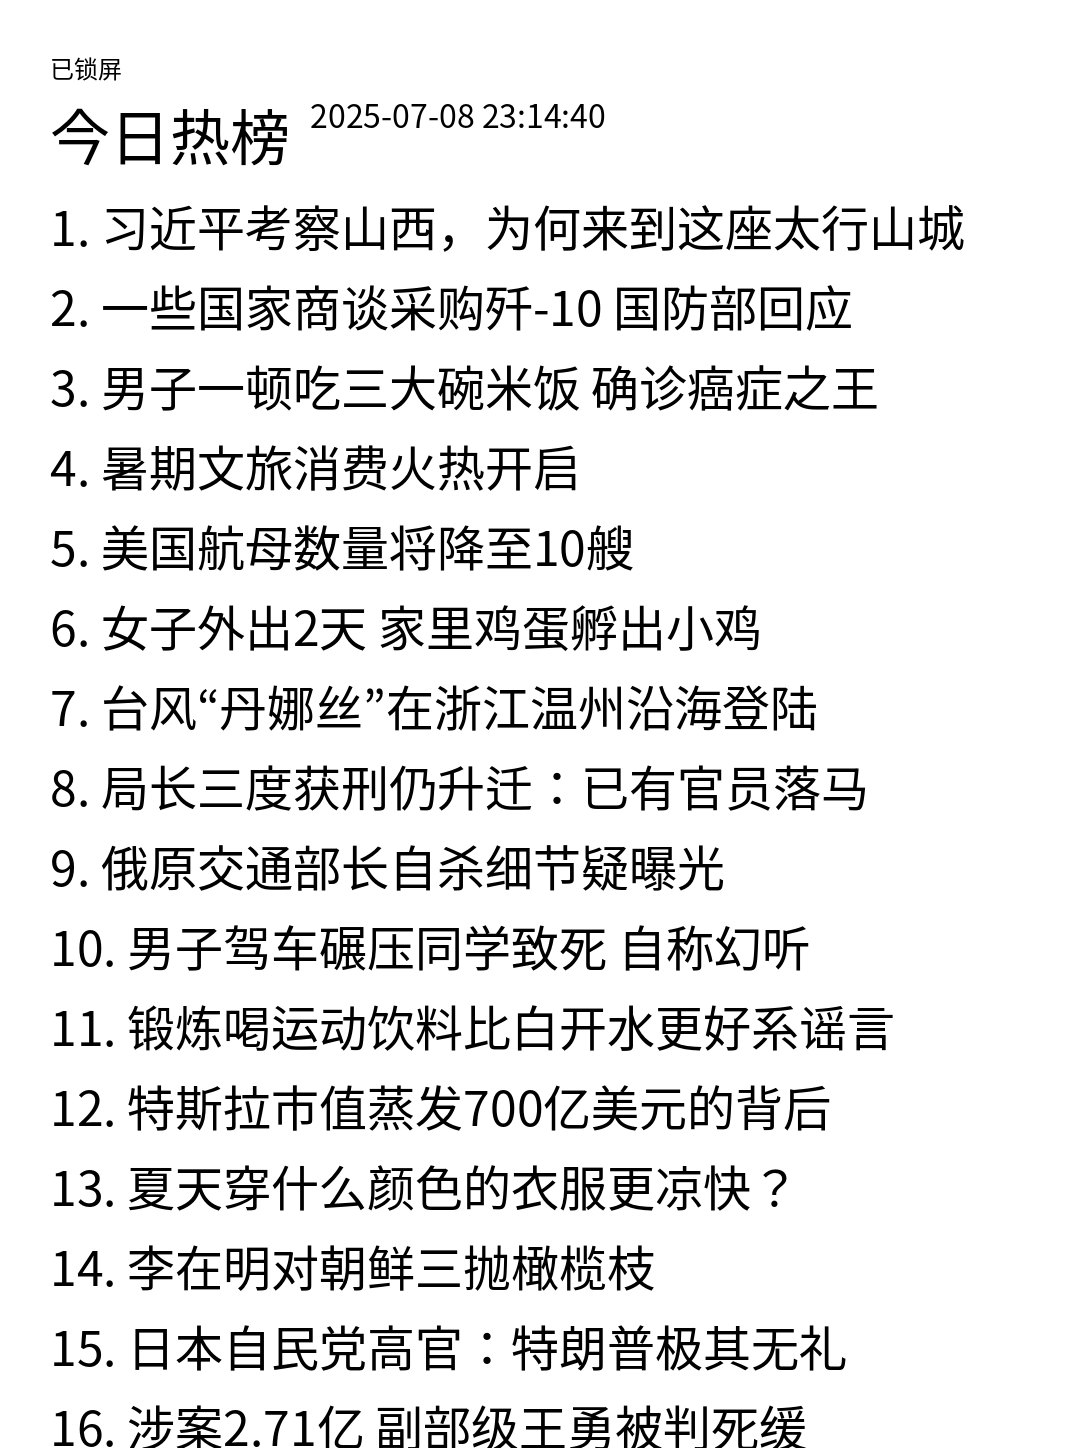 已锁屏
今日热榜 2025-07-08 23:14:40
1. 习近平考察山西，为何来到这座太行山城
2. 一些国家商谈采购歼-10 国防部回应
3. 男子一顿吃三大碗米饭 确诊癌症之王
4. 暑期文旅消费火热开启
5. 美国航母数量将降至10艘
6. 女子外出2天 家里鸡蛋孵出小鸡
7. 台风“丹娜丝”在浙江温州沿海登陆
8. 局长三度获刑仍升迁：已有官员落马
9. 俄原交通部长自杀细节疑曝光
10. 男子驾车碾压同学致死 自称幻听
11. 锻炼喝运动饮料比白开水更好系谣言
12. 特斯拉市值蒸发700亿美元的背后
13. 夏天穿什么颜色的衣服更凉快？
14. 李在明对朝鲜三抛橄榄枝
15. 日本自民党高官：特朗普极其无礼
16. 涉案2.71亿 副部级王勇被判死缓